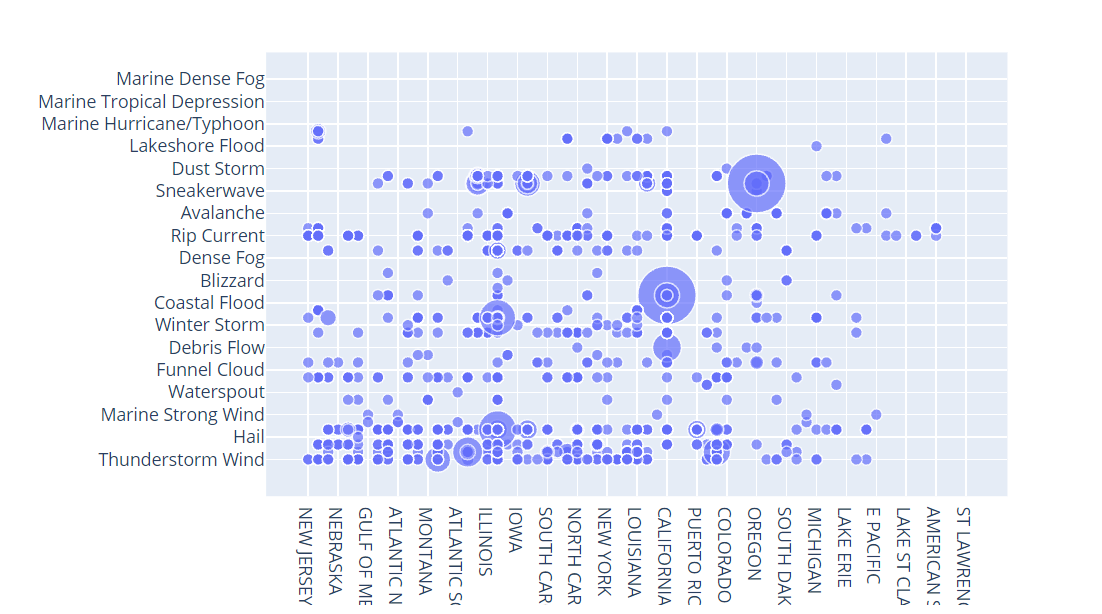 Marine Dense Fog
Marine Tropical Depression
Marine Hurricane/Typhoon
Lakeshore Flood
Dust Storm
Sneakerwave
Avalanche
Rip Current
Dense Fog
Blizzard
Coastal Flood
Winter Storm
Debris Flow
Funnel Cloud
Waterspout
Marine Strong Wind
Hail
Thunderstorm Wind
NEW JERSEY
NEBRASKA
GULF OF ME
ATLANTIC N
MONTANA
ATLANTIC SO
ILLINOIS
IOWA
SOUTH CAR
NORTH CAR
NEW YORK
LOUISIANA
CALIFORNIA
PUERTO RIC
COLORADO
OREGON
SOUTH DAK
MICHIGAN
LAKE ERIE
E PACIFIC
LAKE ST CLA
AMERICAN S
ST LAWREN